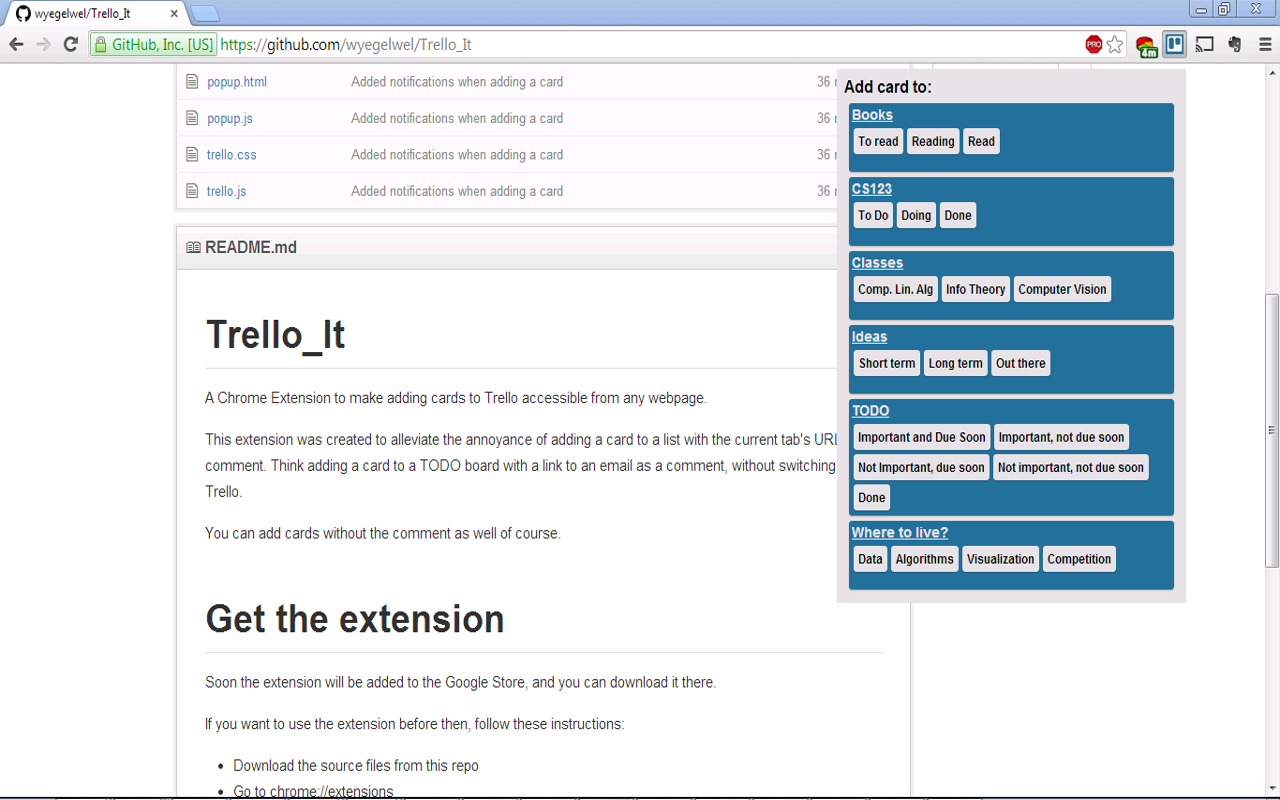 wyegelwel/Trello_It
GitHub, Inc. [US] https://github.com/wyegelwel/Trello_It
PRO
4m
popup.html Added notifications when adding a card 36
popup.js Added notifications when adding a card 36
trello.css Added notifications when adding a card 36
trello.js Added notifications when adding a card 36
README.md
Trello_It
A Chrome Extension to make adding cards to Trello accessible from any webpage.
This extension was created to alleviate the annoyance of adding a card to a list with the current tab's URL
comment. Think adding a card to a TODO board with a link to an email as a comment, without switching
Trello.
You can add cards without the comment as well of course.
Get the extension
Soon the extension will be added to the Google Store, and you can download it there.
If you want to use the extension before then, follow these instructions:
• Download the source files from this repo
• Go to chrome://extensions
Add card to:
Books
To read Reading Read
CS123
To Do Doing Done
Classes
Comp. Lin. Alg Info Theory Computer Vision
Ideas
Short term Long term Out there
TODO
Important and Due Soon Important, not due soon
Not Important, due soon Not important, not due soon
Done
Where to live?
Data Algorithms Visualization Competition